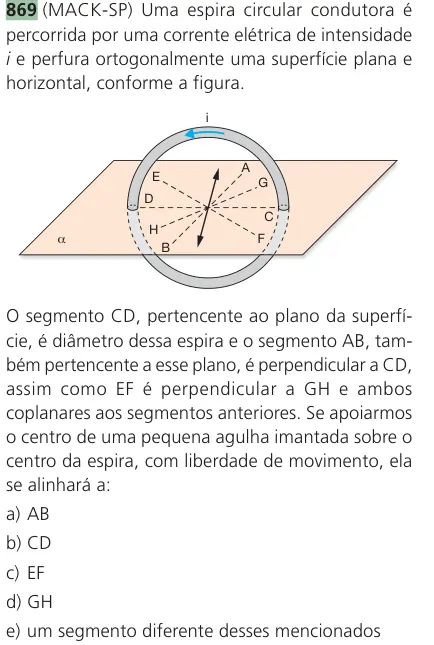 869 (MACK-SP) Uma espira circular condutora é
percorrida por uma corrente elétrica de intensidade
i e perfura ortogonalmente uma superfície plana e
horizontal, conforme a figura.
i
A
E
G
D
C
H
F
B
α
O segmento CD, pertencente ao plano da superfí-
cie, é diâmetro dessa espira e o segmento AB, tam-
bém pertencente a esse plano, é perpendicular a CD,
assim como EF é perpendicular a GH e ambos
coplanares aos segmentos anteriores. Se apoiarmos
o centro de uma pequena agulha imantada sobre o
centro da espira, com liberdade de movimento, ela
se alinhará a:
a) AB
b) CD
c) EF
d) GH
e) um segmento diferente desses mencionados